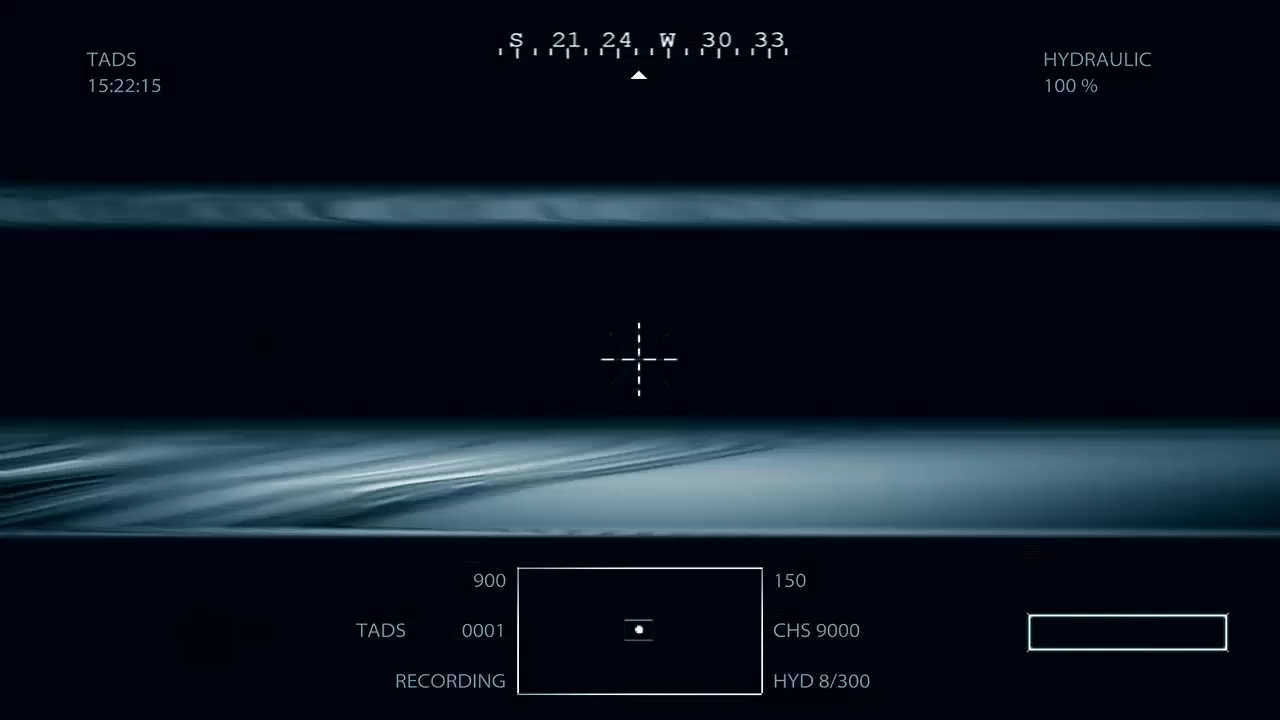 S 21 24 W 30 33
TADS
15:22:15
HYDRAULIC
100 %
900
150
TADS 0001
CHS 9000
RECORDING
HYD 8/300